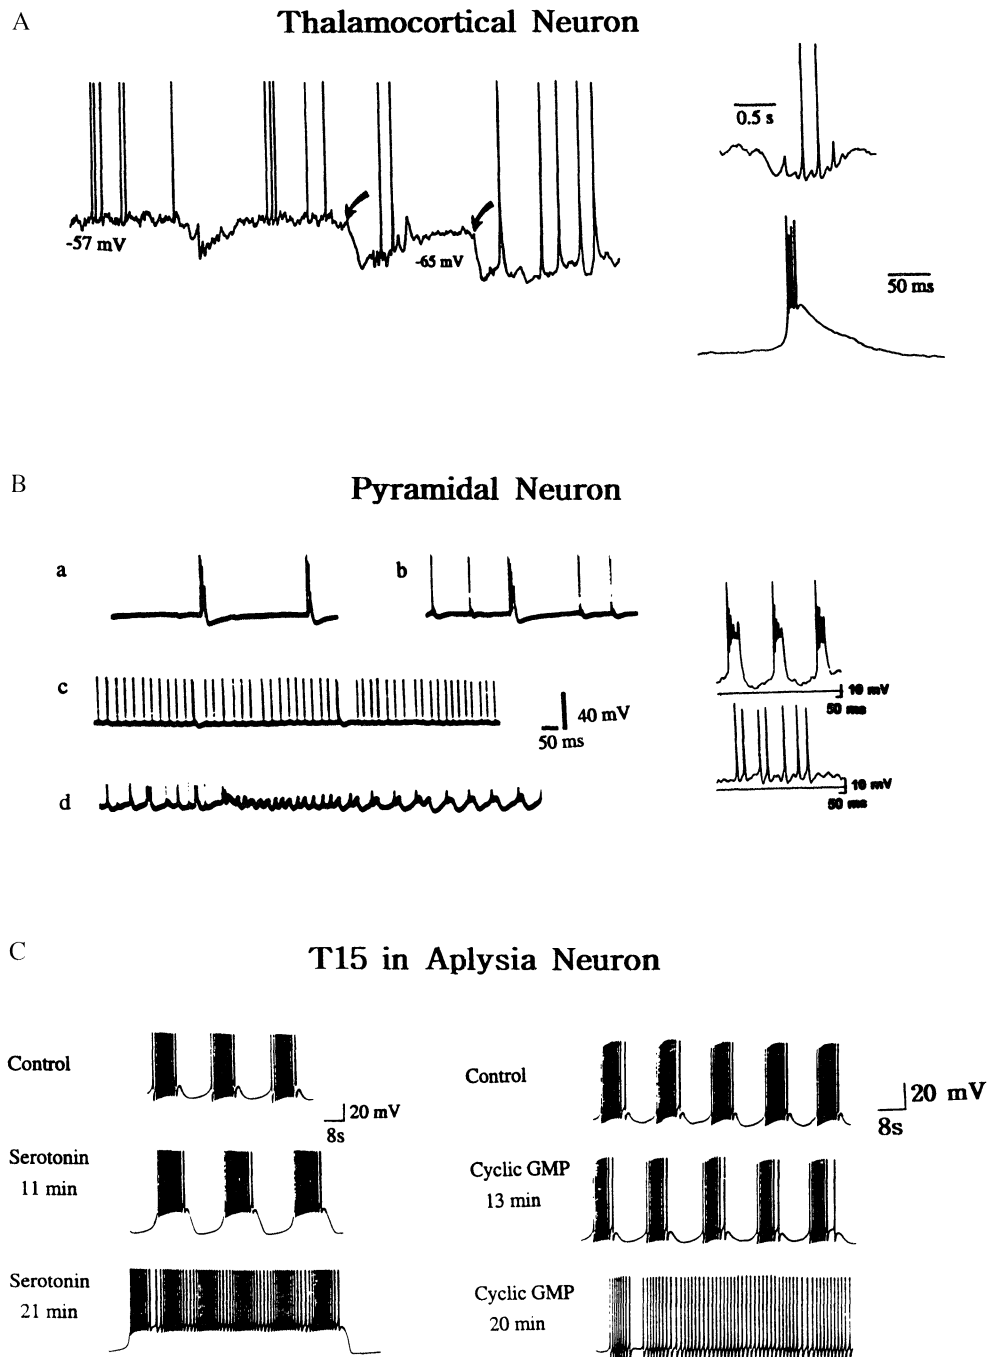 A
Thalamocortical Neuron
-57 mV
-65 mV
0.5 s
50 ms
B
Pyramidal Neuron
a
b
c
40 mV
50 ms
d
10 mV
50 ms
10 mV
50 ms
C
T15 in Aplysia Neuron
Control
20 mV
8s
Serotonin
11 min
Serotonin
21 min
Control
20 mV
8s
Cyclic GMP
13 min
Cyclic GMP
20 min